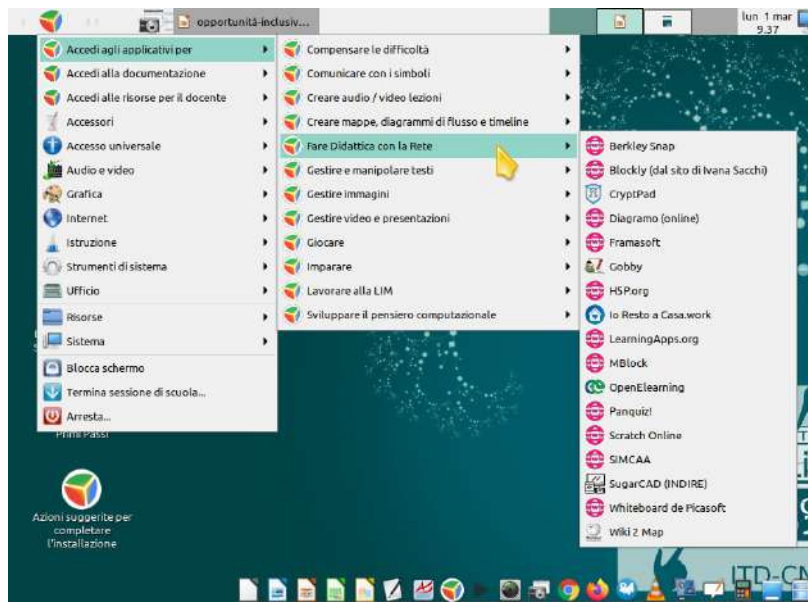 opportunità-inclusiv...
lun 1 mar
9.37
Accedi agli applicativi per
Accedi alla documentazione
Accedi alle risorse per il docente
Accessori
Accesso universale
Audio e video
Grafica
Internet
Istruzione
Strumenti di sistema
Ufficio
Risorse
Sistema
Blocca schermo
Termina sessione di scuola...
Arresta...
Compensare le difficoltà
Comunicare con i simboli
Creare audio / video lezioni
Creare mappe, diagrammi di flusso e timeline
Fare Didattica con la Rete
Gestire e manipolare testi
Gestire immagini
Gestire video e presentazioni
Giocare
Imparare
Lavorare alla LIM
Sviluppare il pensiero computazionale
Berkley Snap
Blockly (dal sito di Ivana Sacchi)
CryptPad
Diagramo (online)
Framasoft
Gobby
H5P.org
Io Resto a Casa.work
LearningApps.org
MBlock
OpenElearning
Panquiz!
Scratch Online
SIMCAA
SugarCAD (INDIRE)
Whiteboard de Picasoft
Wiki 2 Map
Primi Passi
Azioni suggerite per
completare
l'installazione
ITD-CN